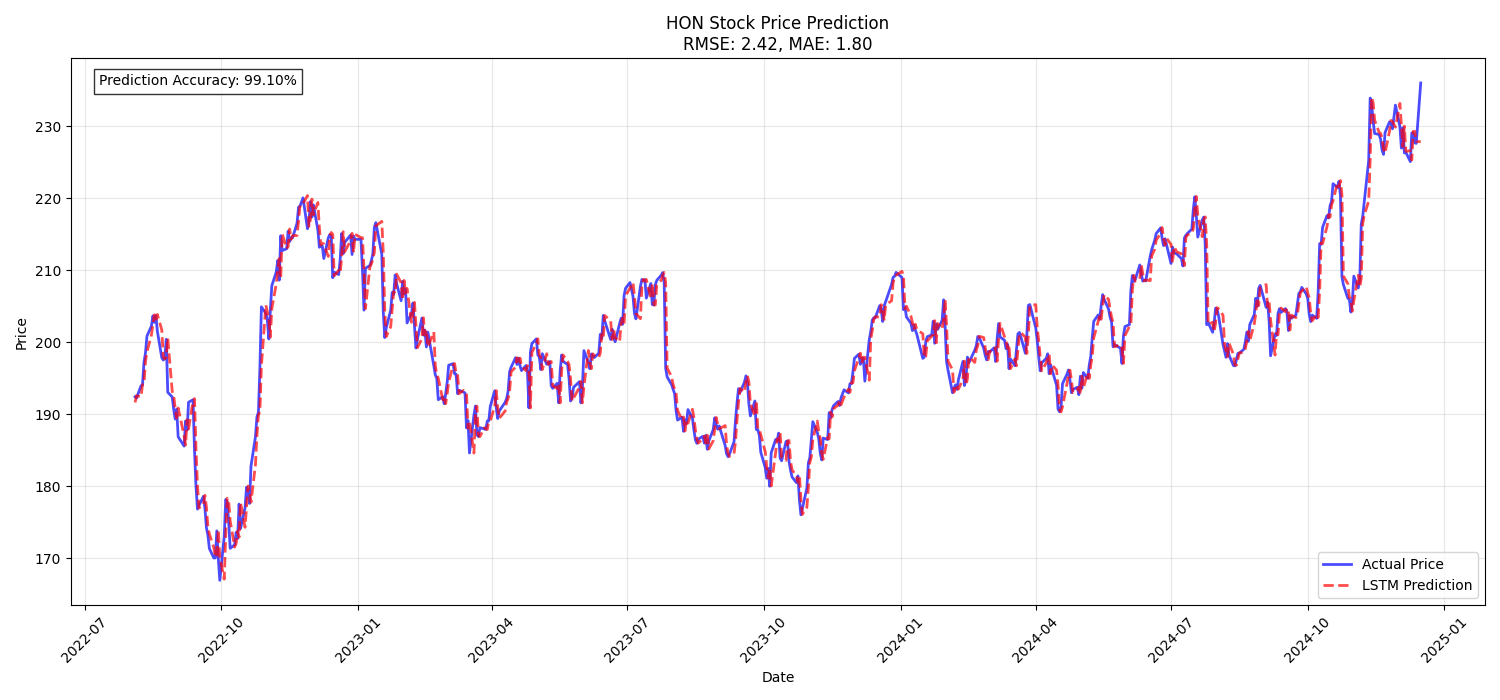 HON Stock Price Prediction
RMSE: 2.42, MAE: 1.80
Prediction Accuracy: 99.10%
Price
230
220
210
200
190
180
170
Actual Price
LSTM Prediction
2022-07
2022-10
2023-01
2023-04
2023-07
2023-10
2024-01
2024-04
2024-07
2024-10
2025-01
Date